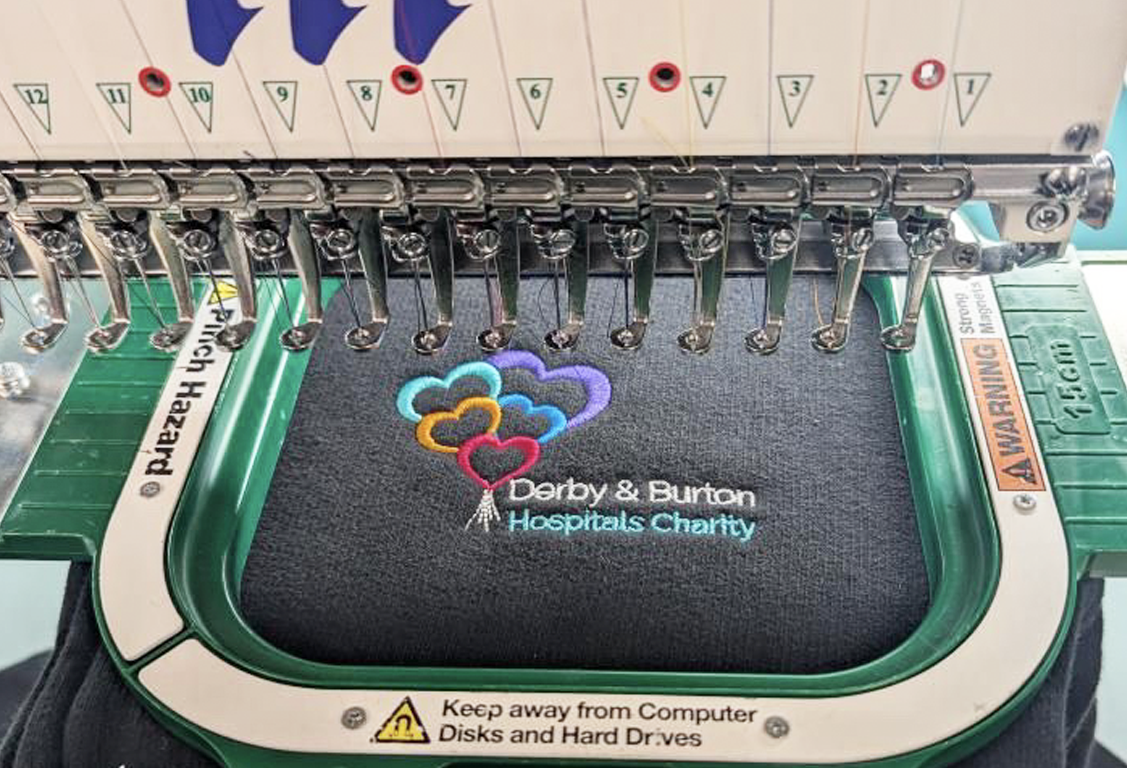 12 11 10 9 8 7 6 5 4 3 2 1
Pinch Hazard
Strong
Magnets
WARNING
15cm
Derby & Burton
Hospitals Charity
Keep away from Computer
Disks and Hard Drives